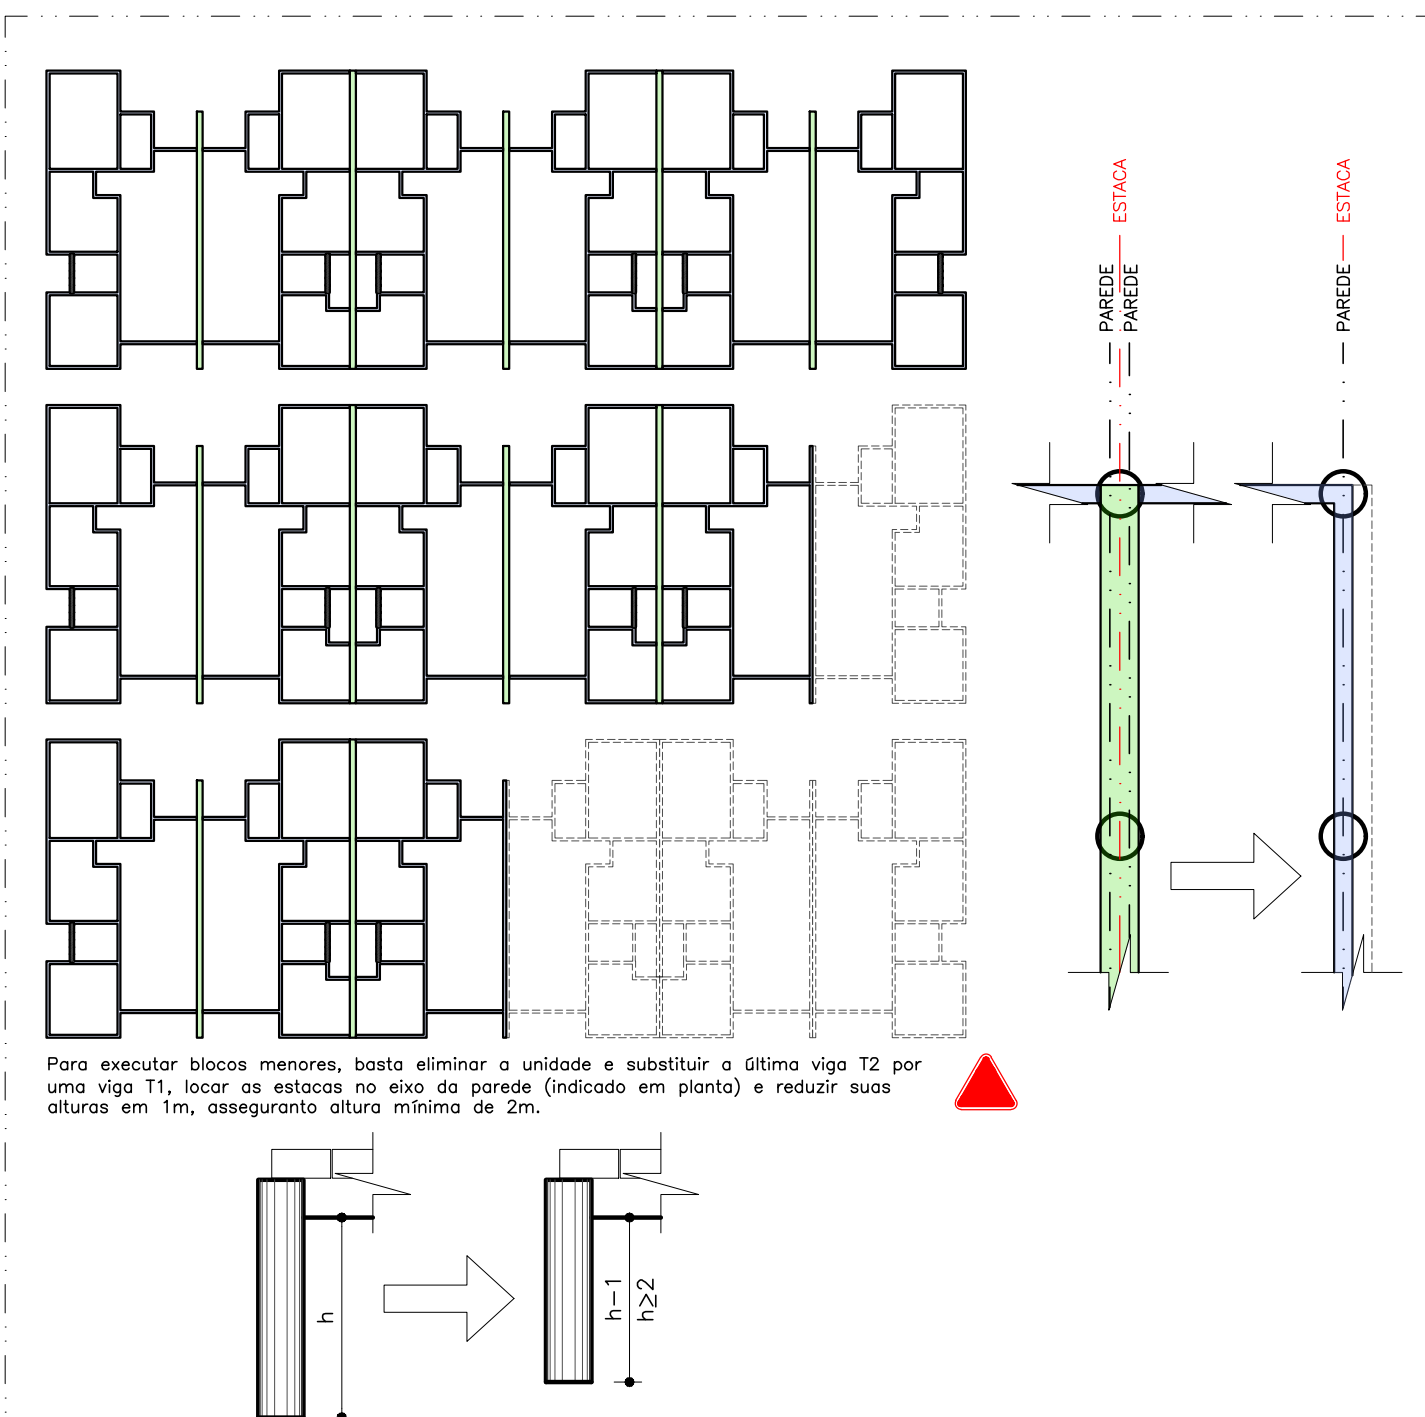 ESTACA
PAREDE
PAREDE
ESTACA
PAREDE
Para executar blocos menores, basta eliminar a unidade e substituir a última viga T2 por
uma viga T1, locar as estacas no eixo da parede (indicado em planta) e reduzir suas
alturas em 1m, asseguranto altura mínima de 2m.
h
h-1
h≥2